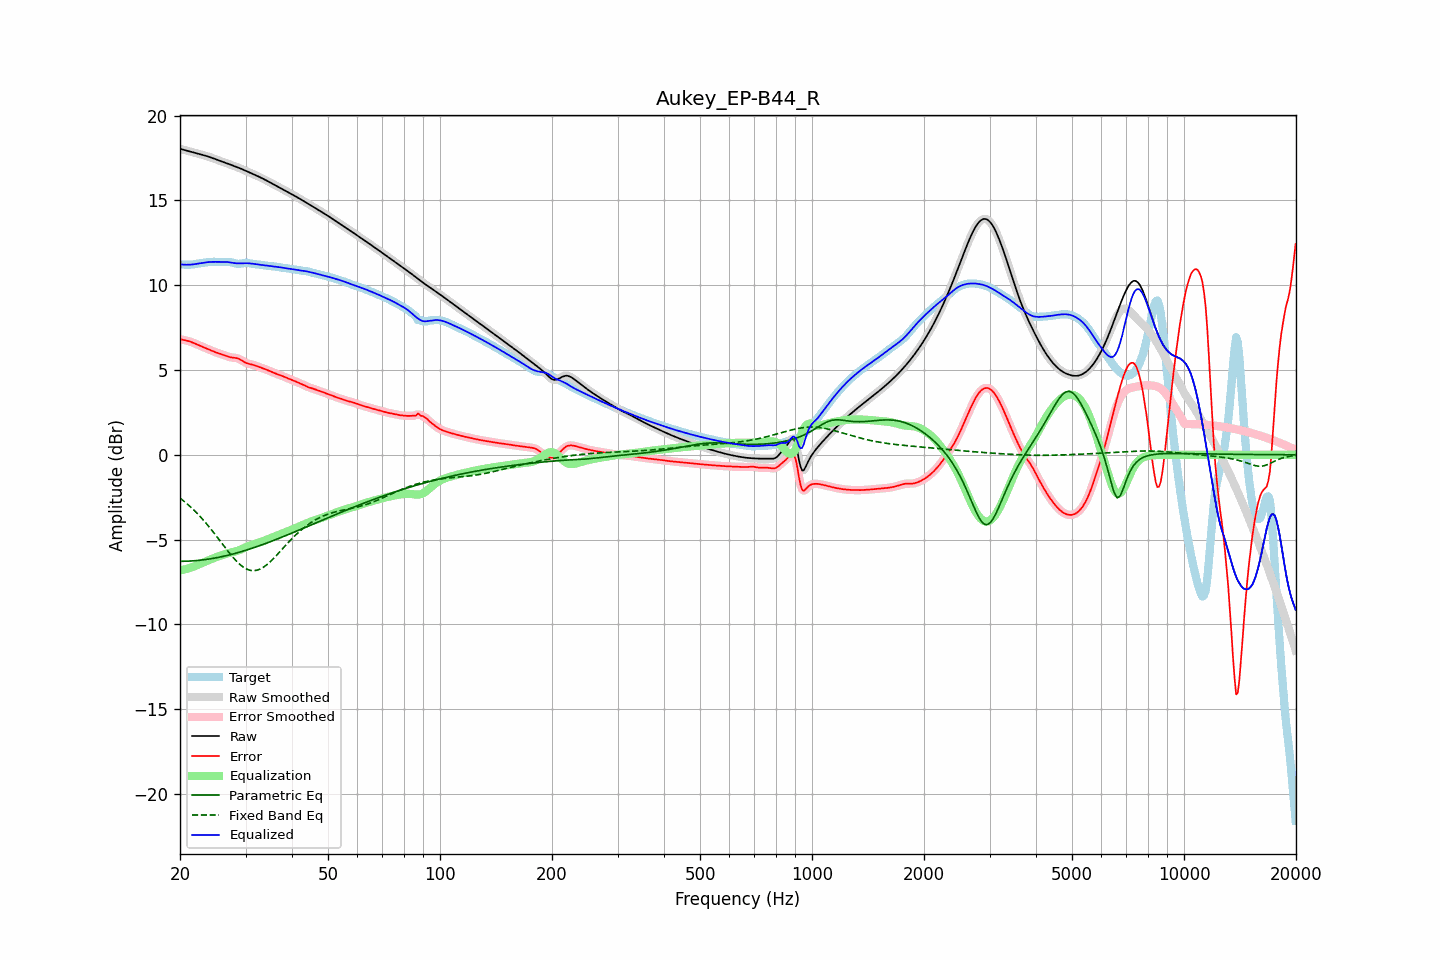 Aukey_EP-B44_R
20
15
10
5
0
−5
−10
−15
−20
Amplitude (dBr)
Target
Raw Smoothed
Error Smoothed
Raw
Error
Equalization
Parametric Eq
Fixed Band Eq
Equalized
20 50 100 200 500 1000 2000 5000 10000 20000
Frequency (Hz)